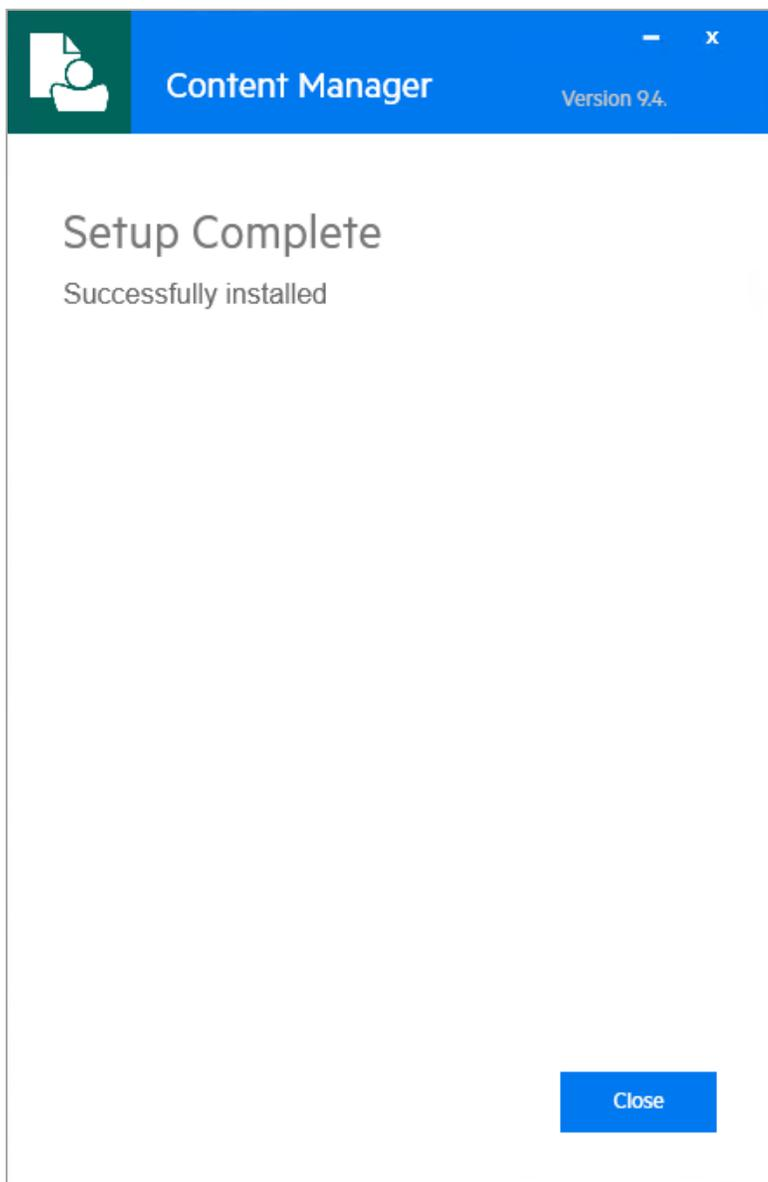 Content Manager
Version 9.4.
Setup Complete
Successfully installed
Close